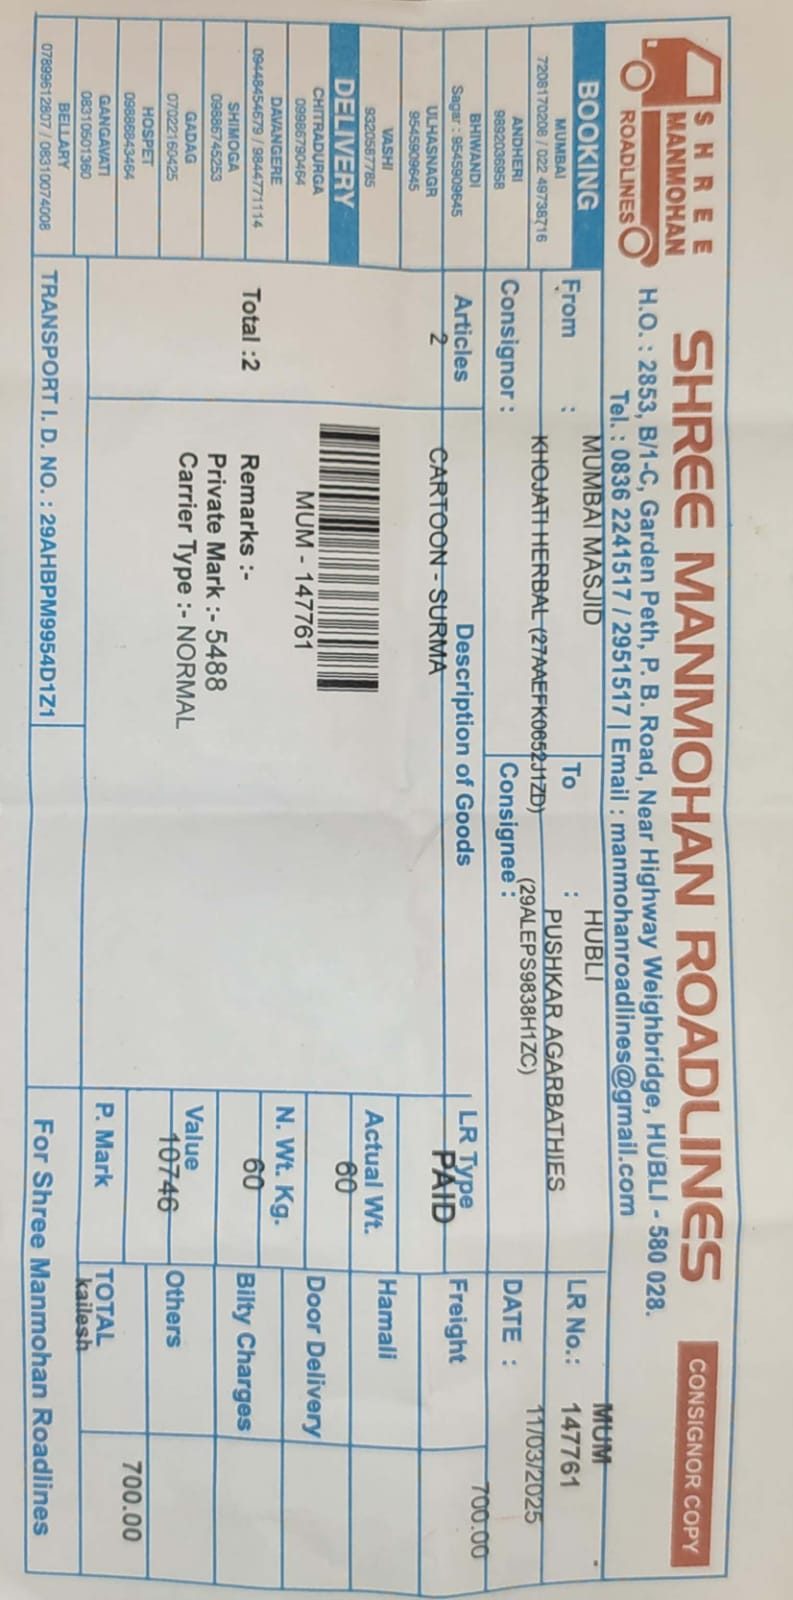 SHREE
MANMOHAN
ROADLINES
SHREE MANMOHAN ROADLINES
CONSIGNOR COPY
H.O. : 2853, B/1-C, Garden Peth, P. B. Road, Near Highway Weighbridge, HUBLI - 580 028.
Tel. : 0836 2241517 / 2951517 | Email : manmohanroadlines@gmail.com
BOOKING
MUMBAI
7208170208 / 022 49738716
ANDHERI
9892036958
BHIWANDI
Sagar : 9545909645
ULHASNAGR
9545909645
VASHI
9320587785
DELIVERY
CHITRADURGA
09986790464
DAVANGERE
09448454679 / 9844771114
SHIMOGA
09886745253
GADAG
07022160425
HOSPET
09886843464
GANGAVATI
08310501360
BELLARY
07899612807 / 08310074008
From : MUMBAI MASJID
To : HUBLI
LR No.: MUM
147761
Consignor :
KHOJATI HERBAL (27AAEFK0652J1ZD)
Consignee :
PUSHKAR AGARBATHIES
(29ALEPS9838H1ZC)
DATE : 11/03/2025
Articles
2
Total :2
Description of Goods
CARTOON - SURMA
MUM - 147761
Remarks :-
Private Mark :- 5488
Carrier Type :- NORMAL
LR Type
PAID
Actual Wt.
60
N. Wt. Kg.
60
Value
10746
P. Mark
Freight 700.00
Hamali
Door Delivery
Bilty Charges
Others
TOTAL 700.00
kailesh
TRANSPORT I. D. NO. : 29AHBPM9954D1Z1
For Shree Manmohan Roadlines